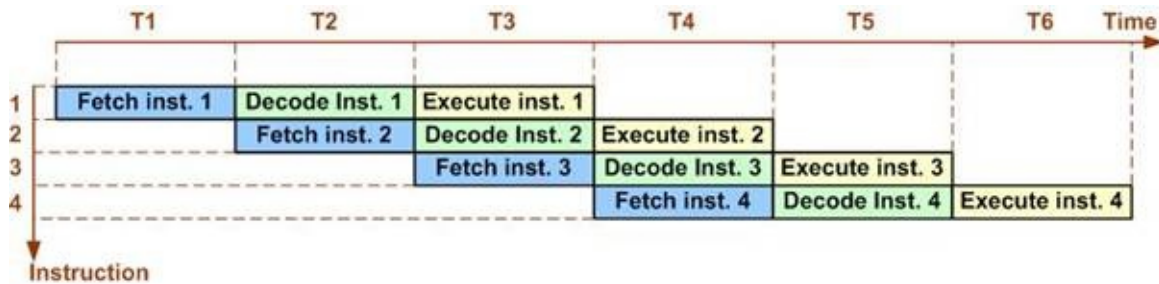 T1 T2 T3 T4 T5 T6 Time
1 Fetch inst. 1 Decode Inst. 1 Execute inst. 1
2 Fetch inst. 2 Decode Inst. 2 Execute inst. 2
3 Fetch inst. 3 Decode Inst. 3 Execute inst. 3
4 Fetch inst. 4 Decode Inst. 4 Execute inst. 4
Instruction